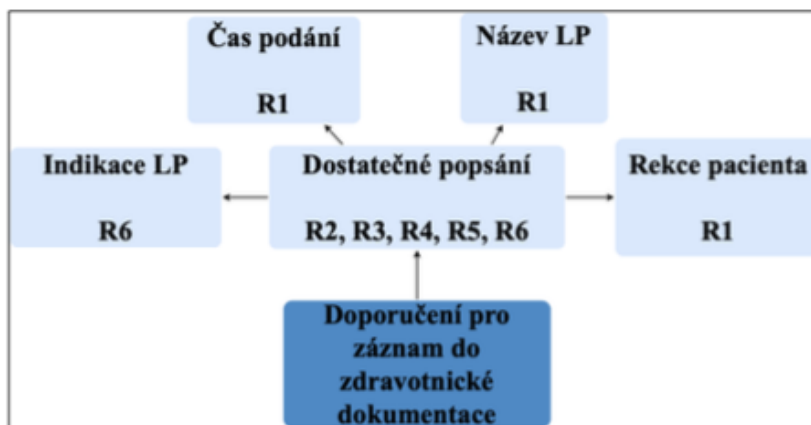 Čas podání
R1
Název LP
R1
Indikace LP
R6
Dostatečné popsání
R2, R3, R4, R5, R6
Rekce pacienta
R1
Doporučení pro
záznam do
zdravotnické
dokumentace